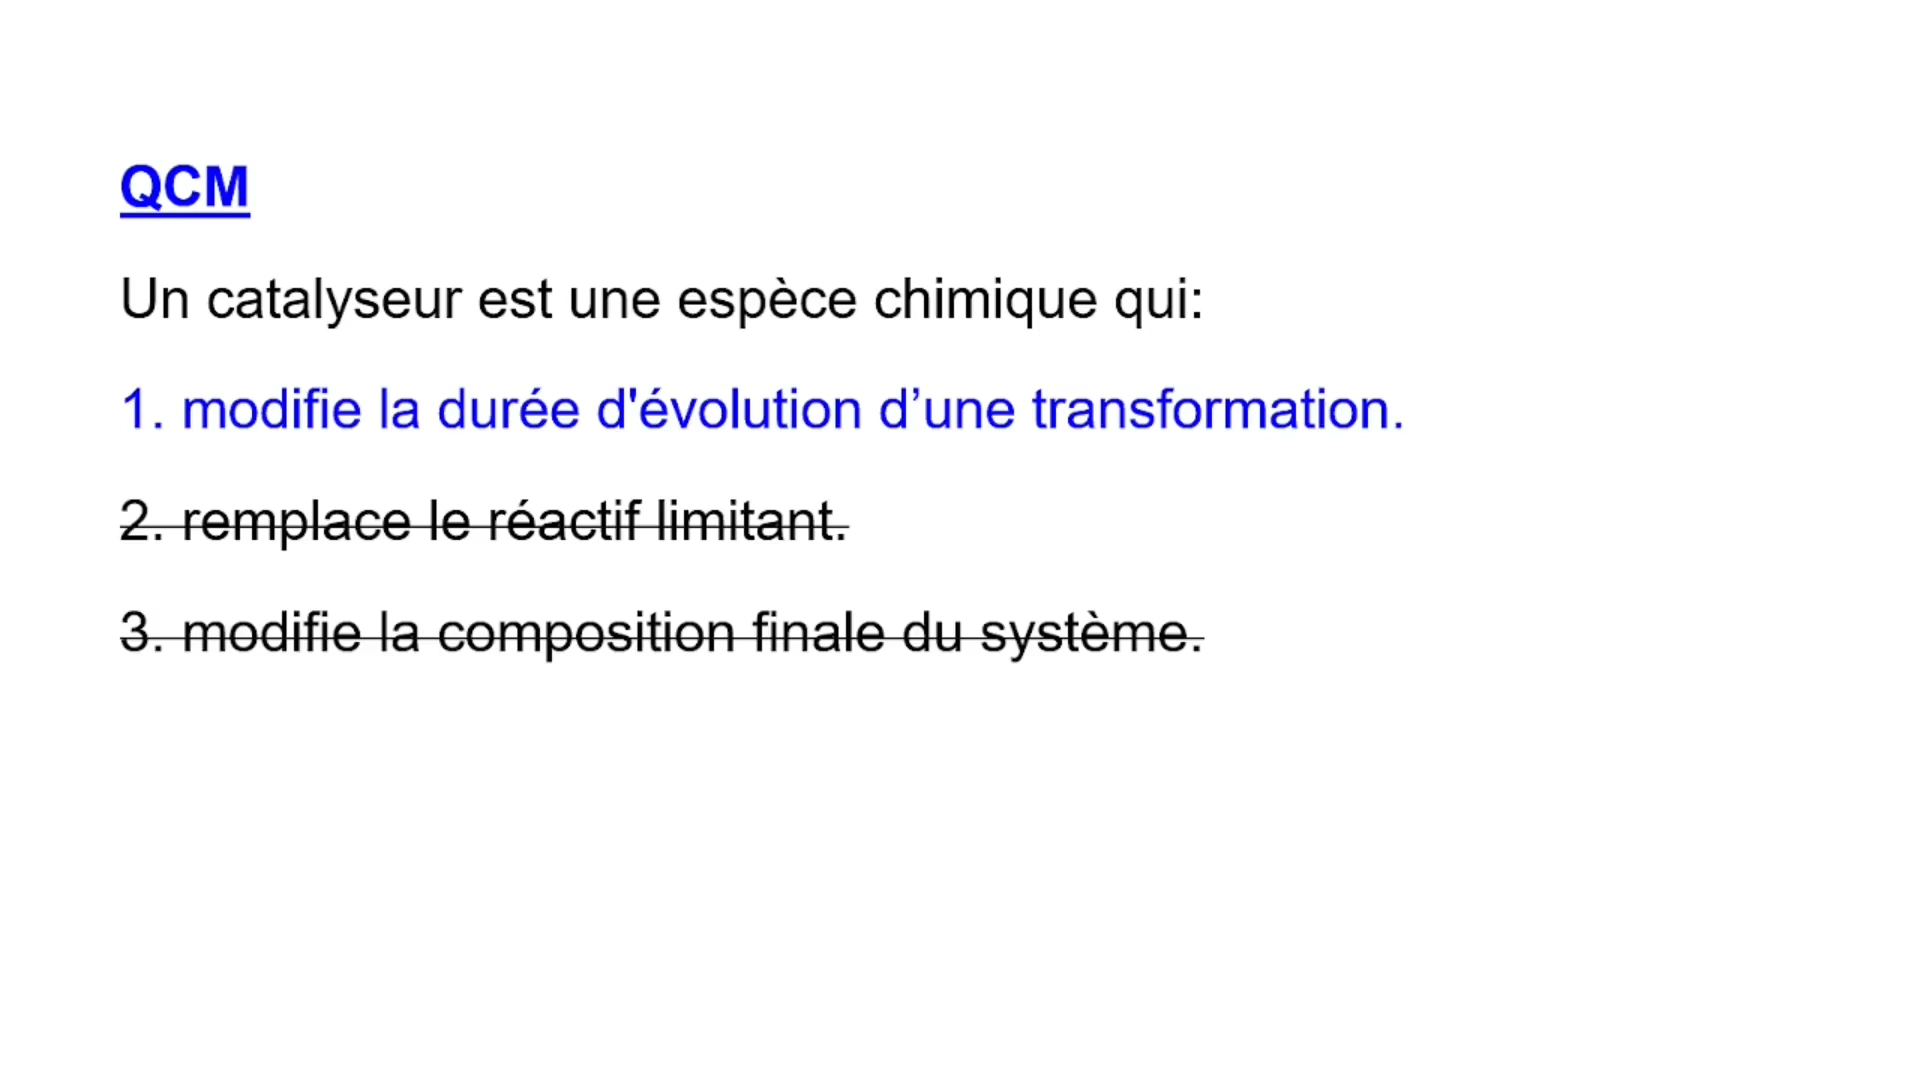 QCM
Un catalyseur est une espèce chimique qui:
1. modifie la durée d'évolution d’une transformation.
2. remplace le réactif limitant.
3. modifie la composition finale du système.